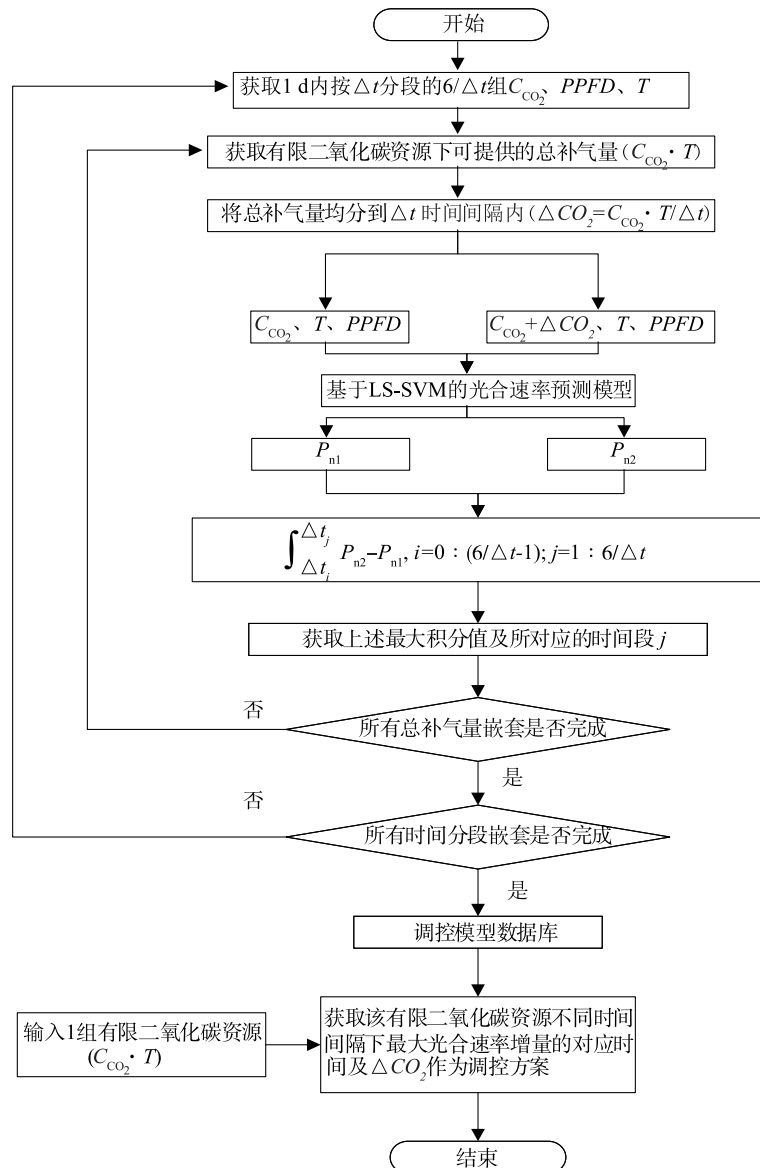 开始
获取1 d内按△t分段的6/△t组C_CO₂、PPFD、T
获取有限二氧化碳资源下可提供的总补气量(C_CO₂·T)
将总补气量均分到△t时间间隔内(△CO₂=C_CO₂·T/△t)
C_CO₂、T、PPFD
C_CO₂+△CO₂、T、PPFD
基于LS-SVM的光合速率预测模型
P_n1
P_n2
∫_△t_i^△t_j P_n2−P_n1, i=0：(6/△t-1); j=1：6/△t
获取上述最大积分值及所对应的时间段j
否
所有总补气量嵌套是否完成
是
否
所有时间分段嵌套是否完成
是
调控模型数据库
输入1组有限二氧化碳资源
(C_CO₂·T)
获取该有限二氧化碳资源不同时间
间隔下最大光合速率增量的对应时
间及△CO₂作为调控方案
结束